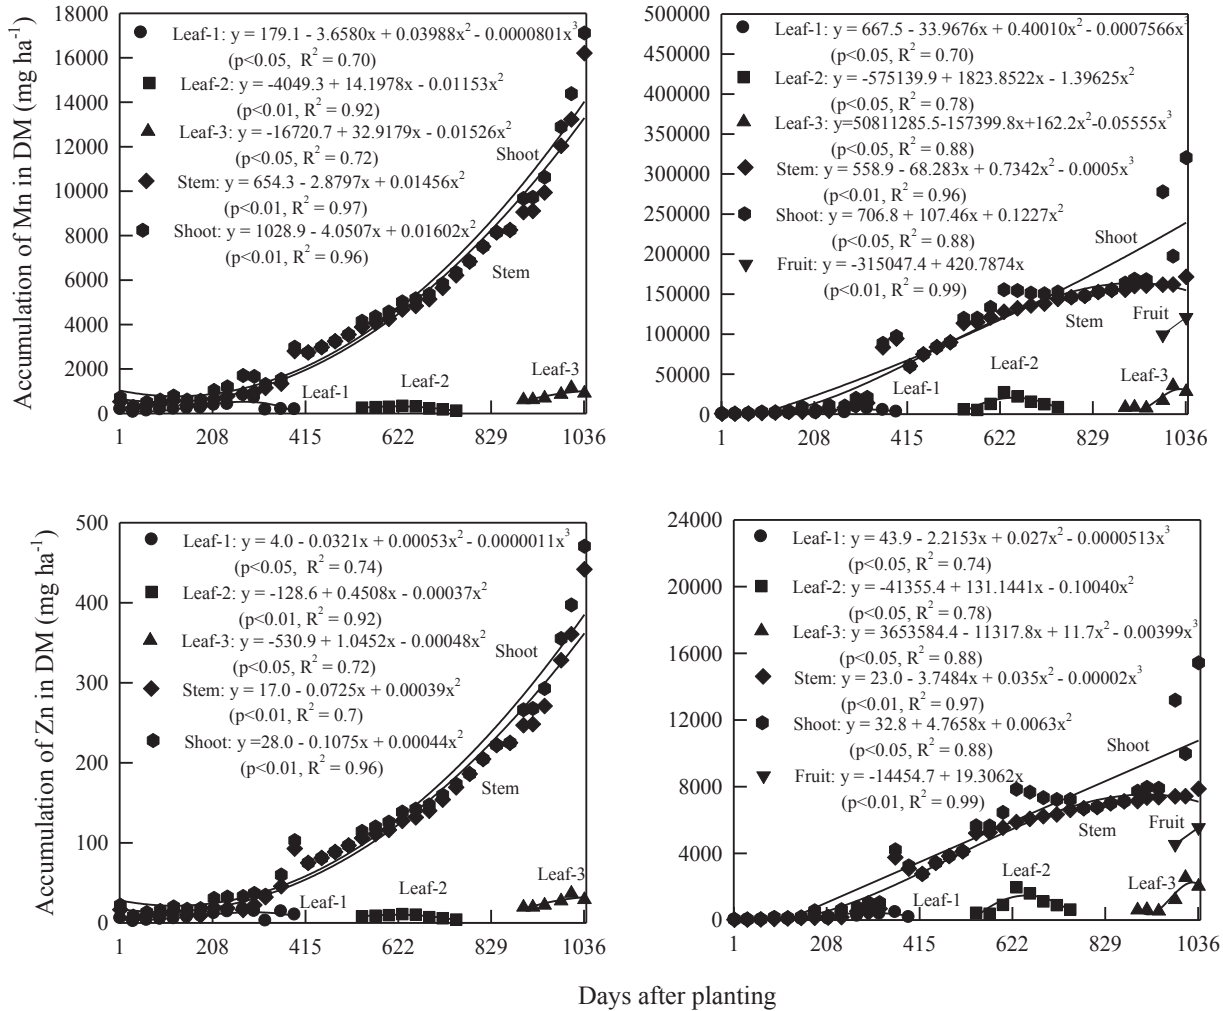 Accumulation of Mn in DM (mg ha-1)
18000
16000
14000
12000
10000
8000
6000
4000
2000
0
1 208 415 622 829 1036
Leaf-1: y = 179.1 - 3.6580x + 0.03988x2 - 0.0000801x3
(p<0.05, R2 = 0.70)
Leaf-2: y = -4049.3 + 14.1978x - 0.01153x2
(p<0.01, R2 = 0.92)
Leaf-3: y = -16720.7 + 32.9179x - 0.01526x2
(p<0.05, R2 = 0.72)
Stem: y = 654.3 - 2.8797x + 0.01456x2
(p<0.01, R2 = 0.97)
Shoot: y = 1028.9 - 4.0507x + 0.01602x2
(p<0.01, R2 = 0.96)
Shoot
Stem
Leaf-1
Leaf-2
Leaf-3
500000
450000
400000
350000
300000
250000
200000
150000
100000
50000
0
1 208 415 622 829 1036
Leaf-1: y = 667.5 - 33.9676x + 0.40010x2 - 0.0007566x3
(p<0.05, R2 = 0.70)
Leaf-2: y = -575139.9 + 1823.8522x - 1.39625x2
(p<0.05, R2 = 0.78)
Leaf-3: y=50811285.5-157399.8x+162.2x2-0.05555x3
(p<0.05, R2 = 0.88)
Stem: y = 558.9 - 68.283x + 0.7342x2 - 0.0005x3
(p<0.01, R2 = 0.96)
Shoot: y = 706.8 + 107.46x + 0.1227x2
(p<0.05, R2 = 0.88)
Fruit: y = -315047.4 + 420.7874x
(p<0.01, R2 = 0.99)
Shoot
Stem
Fruit
Leaf-1
Leaf-2
Leaf-3
Accumulation of Zn in DM (mg ha-1)
500
400
300
200
100
0
1 208 415 622 829 1036
Leaf-1: y = 4.0 - 0.0321x + 0.00053x2 - 0.0000011x3
(p<0.05, R2 = 0.74)
Leaf-2: y = -128.6 + 0.4508x - 0.00037x2
(p<0.01, R2 = 0.92)
Leaf-3: y = -530.9 + 1.0452x - 0.00048x2
(p<0.05, R2 = 0.72)
Stem: y = 17.0 - 0.0725x + 0.00039x2
(p<0.01, R2 = 0.7)
Shoot: y =28.0 - 0.1075x + 0.00044x2
(p<0.01, R2 = 0.96)
Shoot
Stem
Leaf-1
Leaf-2
Leaf-3
24000
20000
16000
12000
8000
4000
0
1 208 415 622 829 1036
Leaf-1: y = 43.9 - 2.2153x + 0.027x2 - 0.0000513x3
(p<0.05, R2 = 0.74)
Leaf-2: y = -41355.4 + 131.1441x - 0.10040x2
(p<0.05, R2 = 0.78)
Leaf-3: y = 3653584.4 - 11317.8x + 11.7x2 - 0.00399x3
(p<0.05, R2 = 0.88)
Stem: y = 23.0 - 3.7484x + 0.035x2 - 0.00002x3
(p<0.01, R2 = 0.97)
Shoot: y = 32.8 + 4.7658x + 0.0063x2
(p<0.05, R2 = 0.88)
Fruit: y = -14454.7 + 19.3062x
(p<0.01, R2 = 0.99)
Shoot
Stem
Fruit
Leaf-1
Leaf-2
Leaf-3
Days after planting